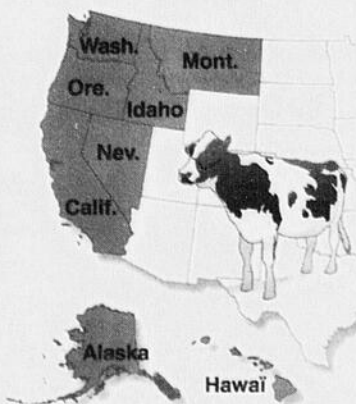 Wash.
Mont.
Ore.
Idaho
Nev.
Calif.
Alaska
Hawaï